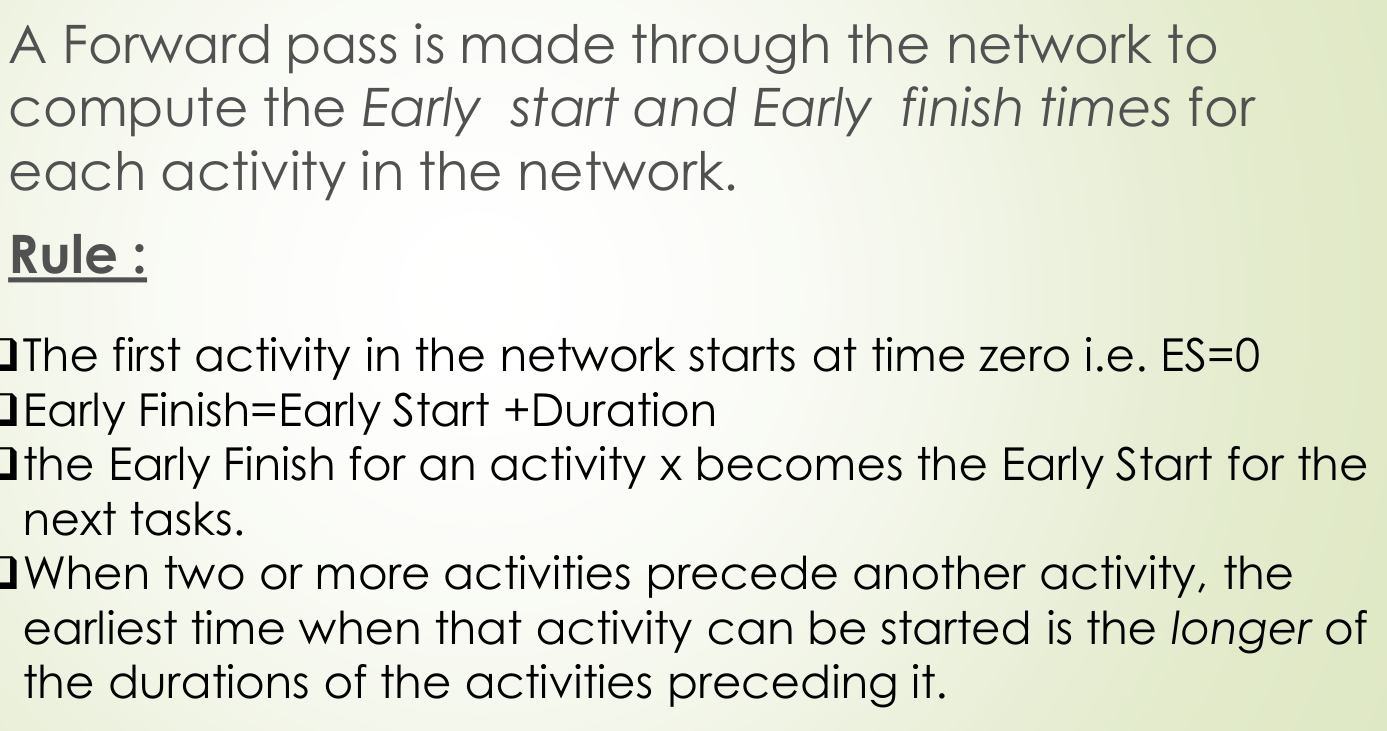 A Forward pass is made through the network to
compute the Early start and Early finish times for
each activity in the network.
Rule :
❑The first activity in the network starts at time zero i.e. ES=0
❑Early Finish=Early Start +Duration
❑the Early Finish for an activity x becomes the Early Start for the
next tasks.
❑When two or more activities precede another activity, the
earliest time when that activity can be started is the longer of
the durations of the activities preceding it.